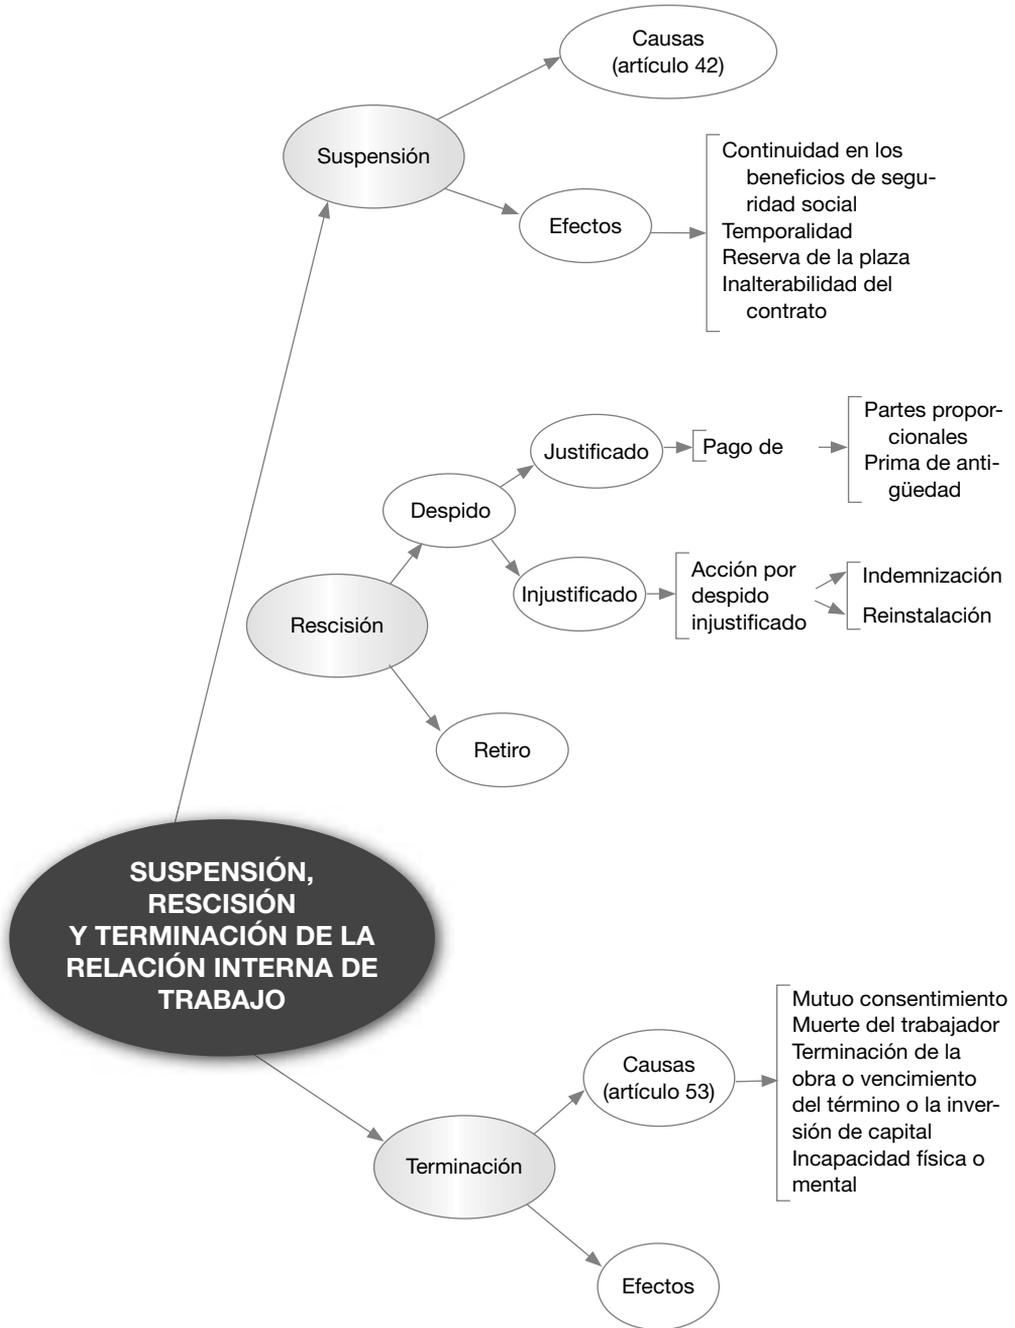 Causas
(artículo 42)
Suspensión
Efectos
Continuidad en los
beneficios de segu-
ridad social
Temporalidad
Reserva de la plaza
Inalterabilidad del
contrato
Rescisión
Despido
Justificado
Pago de
Partes propor-
cionales
Prima de anti-
güedad
Injustificado
Acción por
despido
injustificado
Indemnización
Reinstalación
Retiro
SUSPENSIÓN,
RESCISIÓN
Y TERMINACIÓN DE LA
RELACIÓN INTERNA DE
TRABAJO
Terminación
Causas
(artículo 53)
Mutuo consentimiento
Muerte del trabajador
Terminación de la
obra o vencimiento
del término o la inver-
sión de capital
Incapacidad física o
mental
Efectos